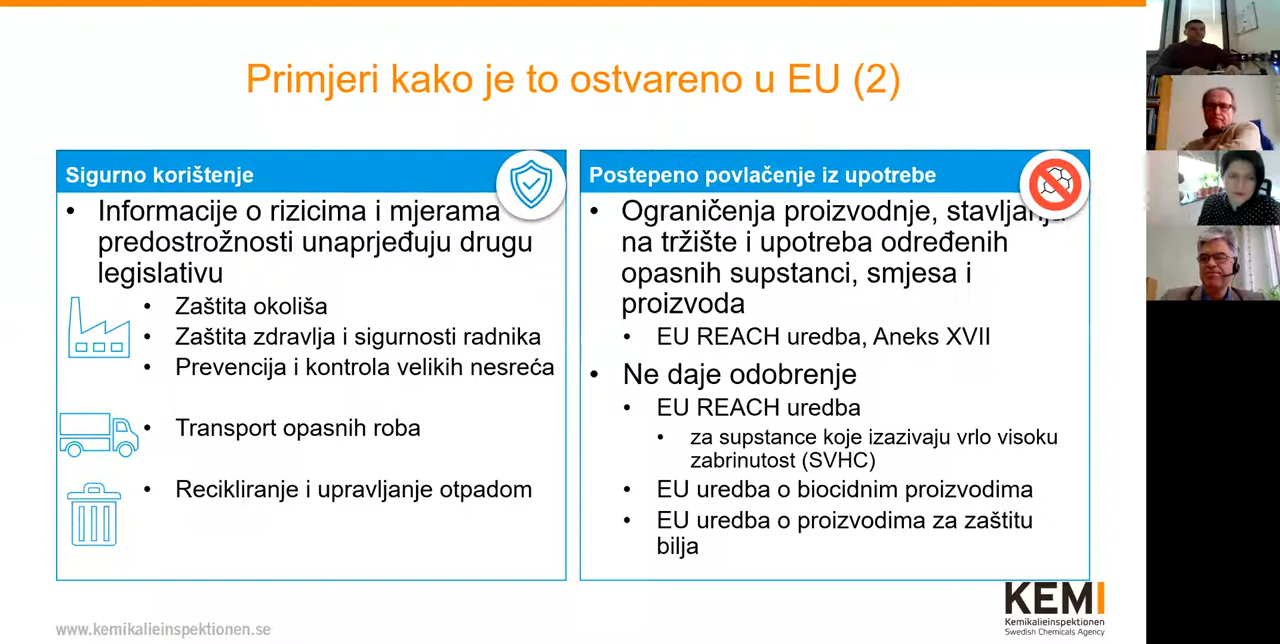 Primjeri kako je to ostvareno u EU (2)
Sigurno korištenje
• Informacije o rizicima i mjerama
predostrožnosti unaprjeđuju drugu
legislativu
• Zaštita okoliša
• Zaštita zdravlja i sigurnosti radnika
• Prevencija i kontrola velikih nesreća
• Transport opasnih roba
• Recikliranje i upravljanje otpadom
Postepeno povlačenje iz upotrebe
• Ograničenja proizvodnje, stavljanja
na tržište i upotreba određenih
opasnih supstanci, smjesa i
proizvoda
• EU REACH uredba, Aneks XVII
• Ne daje odobrenje
• EU REACH uredba
• za supstance koje izazivaju vrlo visoku
zabrinutost (SVHC)
• EU uredba o biocidnim proizvodima
• EU uredba o proizvodima za zaštitu
bilja
www.kemikalieinspektionen.se
KEMI
Kemikalieinspektionen
Swedish Chemicals Agency